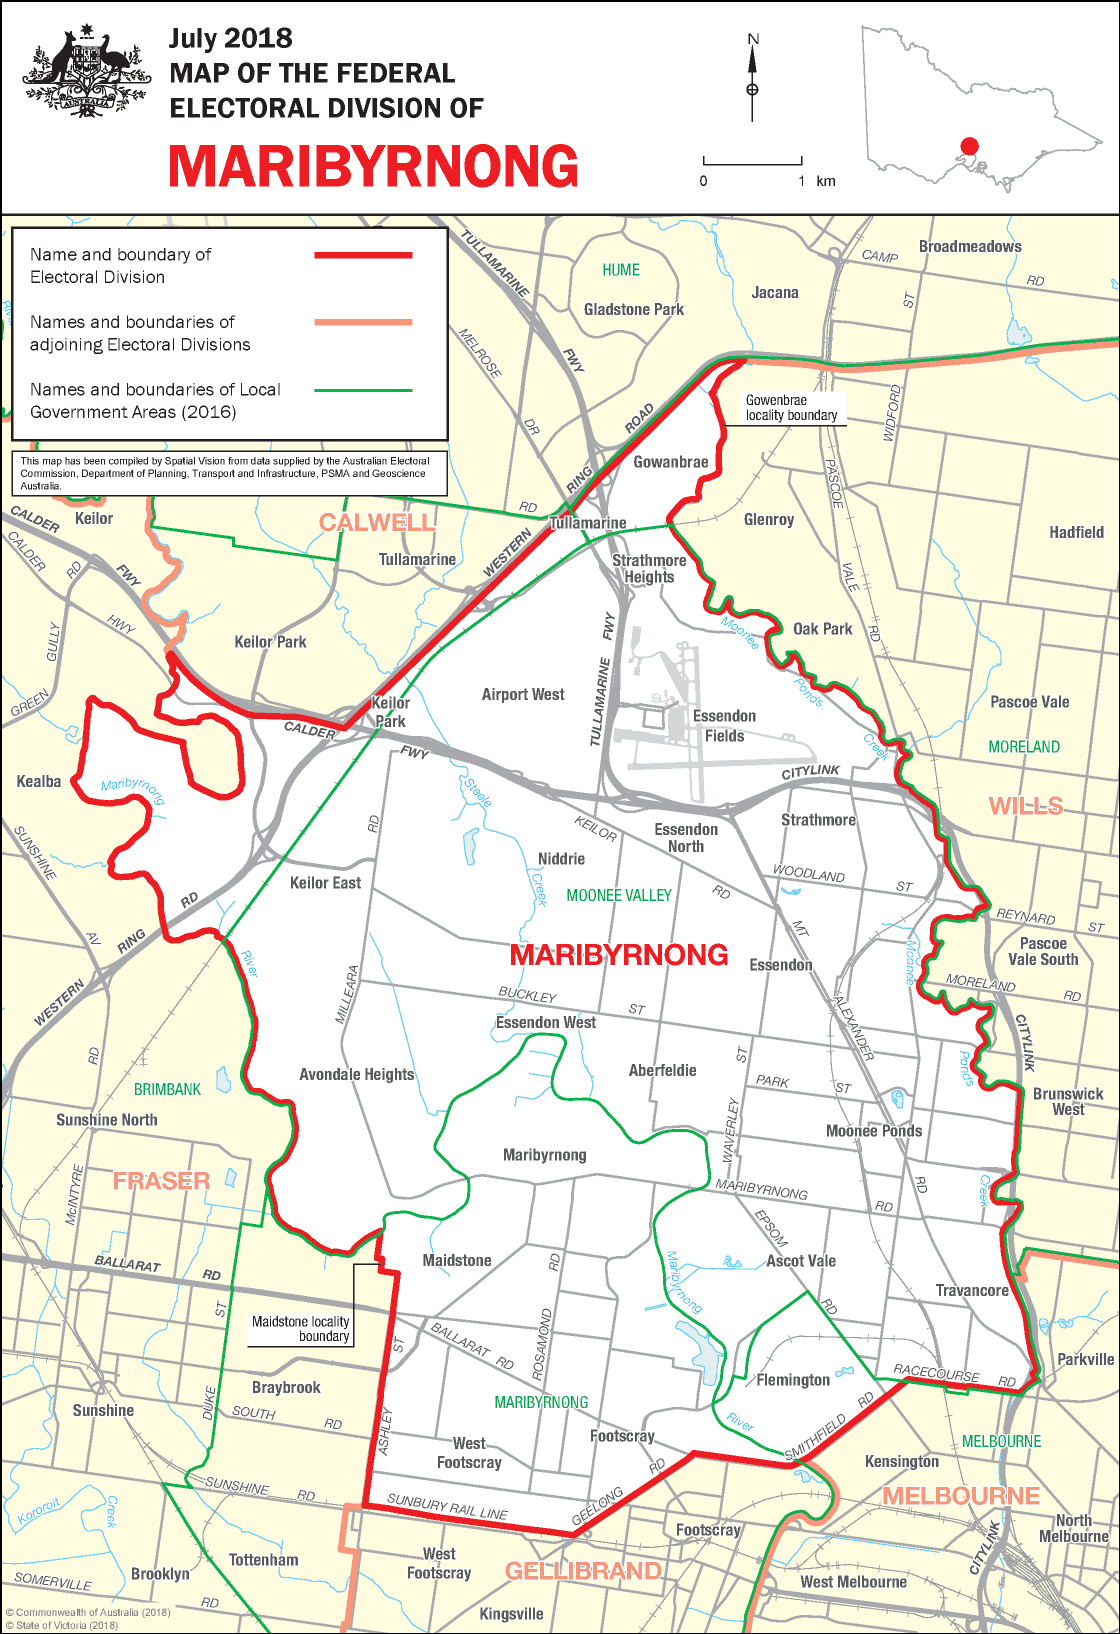 July 2018
MAP OF THE FEDERAL
ELECTORAL DIVISION OF
MARIBYRNONG
AUSTRALIA
N
0 1 km
Name and boundary of
Electoral Division
Names and boundaries of
adjoining Electoral Divisions
Names and boundaries of Local
Government Areas (2016)
This map has been compiled by Spatial Vision from data supplied by the Australian Electoral
Commission, Department of Planning, Transport and Infrastructure, PSMA and Geoscience
Australia.
TULLAMARINE
FWY
HUME
Gladstone Park
Jacana
Broadmeadows
CAMP
RD
ST
MELROSE
DR
WIDFORD
Gowenbrae
locality boundary
WESTERN
RING
ROAD
Gowanbrae
PASCOE
VALE
RD
Glenroy
Hadfield
Keilor
CALDER
FWY
CALDER
HWY
RD
CALWELL
Tullamarine
RD
Tullamarine
Strathmore
Heights
Moonee
Ponds
Creek
Oak Park
GULLY
GREEN
Keilor Park
Keilor
Park
Airport West
TULLAMARINE
FWY
Essendon
Fields
Pascoe Vale
MORELAND
WILLS
CALDER
FWY
CITYLINK
Kealba
Maribyrnong
Steele
Creek
KEILOR
RD
Essendon
North
Strathmore
SUNSHINE
AV
RD
Niddrie
WOODLAND
ST
Keilor East
MOONEE VALLEY
REYNARD
ST
WESTERN
RING
RD
River
MILLEARA
RD
MARIBYRNONG
Essendon
MT
ALEXANDER
RD
Moonee
Ponds
Creek
Pascoe
Vale South
MORELAND
RD
BUCKLEY
ST
Essendon West
CITYLINK
Avondale Heights
Aberfeldie
PARK
ST
BRIMBANK
Brunswick
West
Sunshine North
WAVERLEY
ST
Moonee Ponds
Maribyrnong
FRASER
McINTYRE
RD
MARIBYRNONG
RD
EPSOM
RD
BALLARAT
RD
Maidstone
Maribyrnong
River
Ascot Vale
Travancore
ST
Maidstone locality
boundary
BALLARAT RD
ROSAMOND
RD
Parkville
Braybrook
ASHLEY
ST
Flemington
RACECOURSE
RD
Sunshine
DUKE
SOUTH
RD
MARIBYRNONG
Footscray
SMITHFIELD
RD
MELBOURNE
West
Footscray
Kensington
SUNSHINE
RD
SUNBURY RAIL LINE
GEELONG
RD
MELBOURNE
Kororoit
Creek
Footscray
North
Melbourne
Tottenham
West
Footscray
GELLIBRAND
CITYLINK
Brooklyn
SOMERVILLE
RD
West Melbourne
Kingsville
© Commonwealth of Australia (2018)
© State of Victoria (2018)